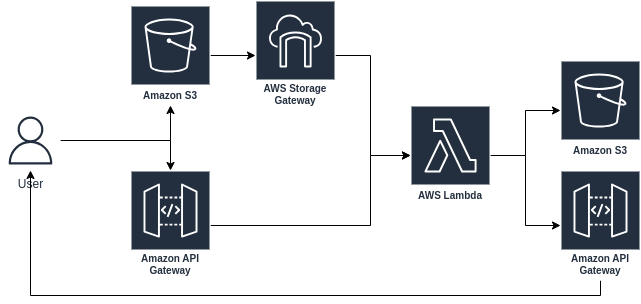 Amazon S3
AWS Storage
Gateway
User
</>
Amazon API
Gateway
AWS Lambda
Amazon S3
</>
Amazon API
Gateway